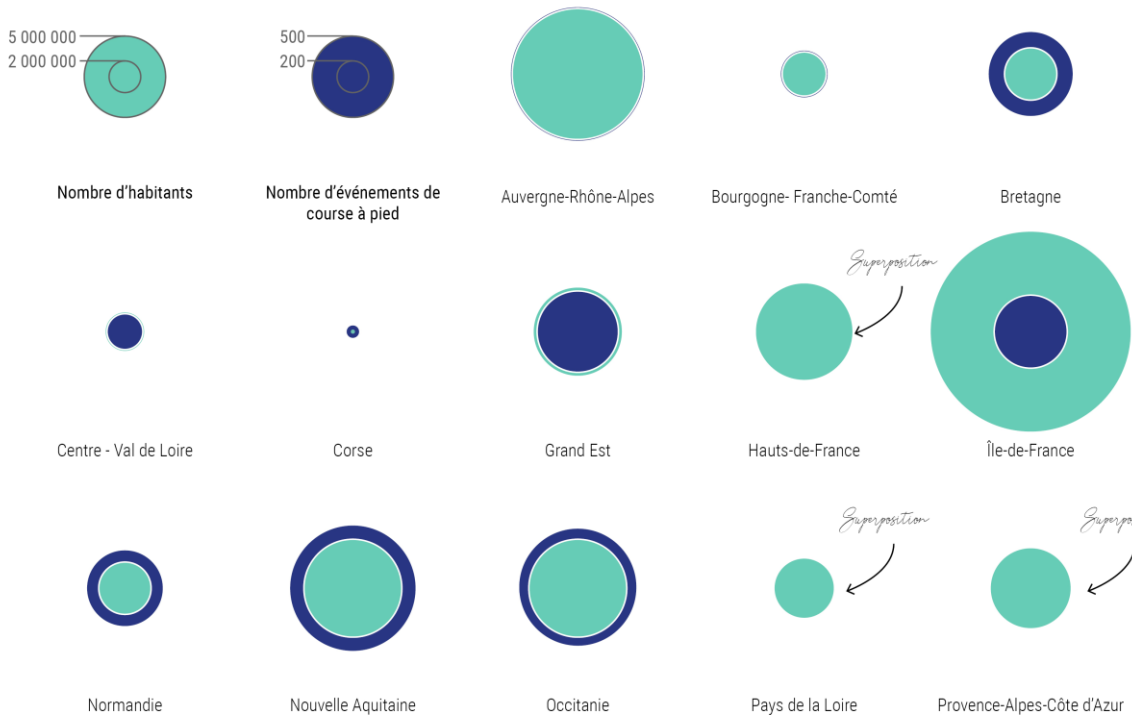 5 000 000
2 000 000
500
200
Nombre d'habitants
Nombre d'événements de
course à pied
Auvergne-Rhône-Alpes
Bourgogne- Franche-Comté
Bretagne
Superposition
Centre - Val de Loire
Corse
Grand Est
Hauts-de-France
Île-de-France
Superposition
Superpos
Normandie
Nouvelle Aquitaine
Occitanie
Pays de la Loire
Provence-Alpes-Côte d'Azur